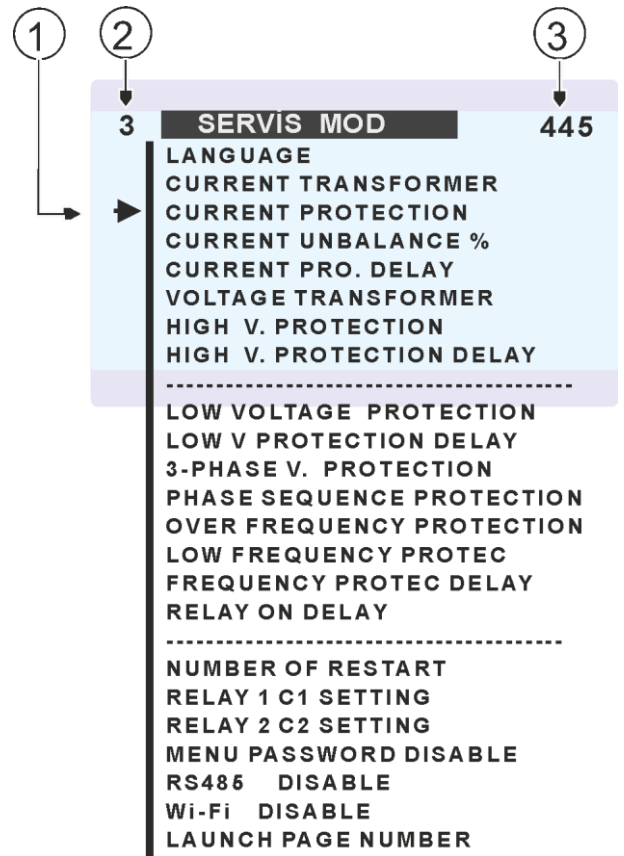 1 2 3
3 SERVİS MOD 445
LANGUAGE
CURRENT TRANSFORMER
CURRENT PROTECTION
CURRENT UNBALANCE %
CURRENT PRO. DELAY
VOLTAGE TRANSFORMER
HIGH V. PROTECTION
HIGH V. PROTECTION DELAY
-----------------------------------------
LOW VOLTAGE PROTECTION
LOW V PROTECTION DELAY
3-PHASE V. PROTECTION
PHASE SEQUENCE PROTECTION
OVER FREQUENCY PROTECTION
LOW FREQUENCY PROTEC
FREQUENCY PROTEC DELAY
RELAY ON DELAY
----------------------------------------
NUMBER OF RESTART
RELAY 1 C1 SETTING
RELAY 2 C2 SETTING
MENU PASSWORD DISABLE
RS485 DISABLE
Wi-Fi DISABLE
LAUNCH PAGE NUMBER